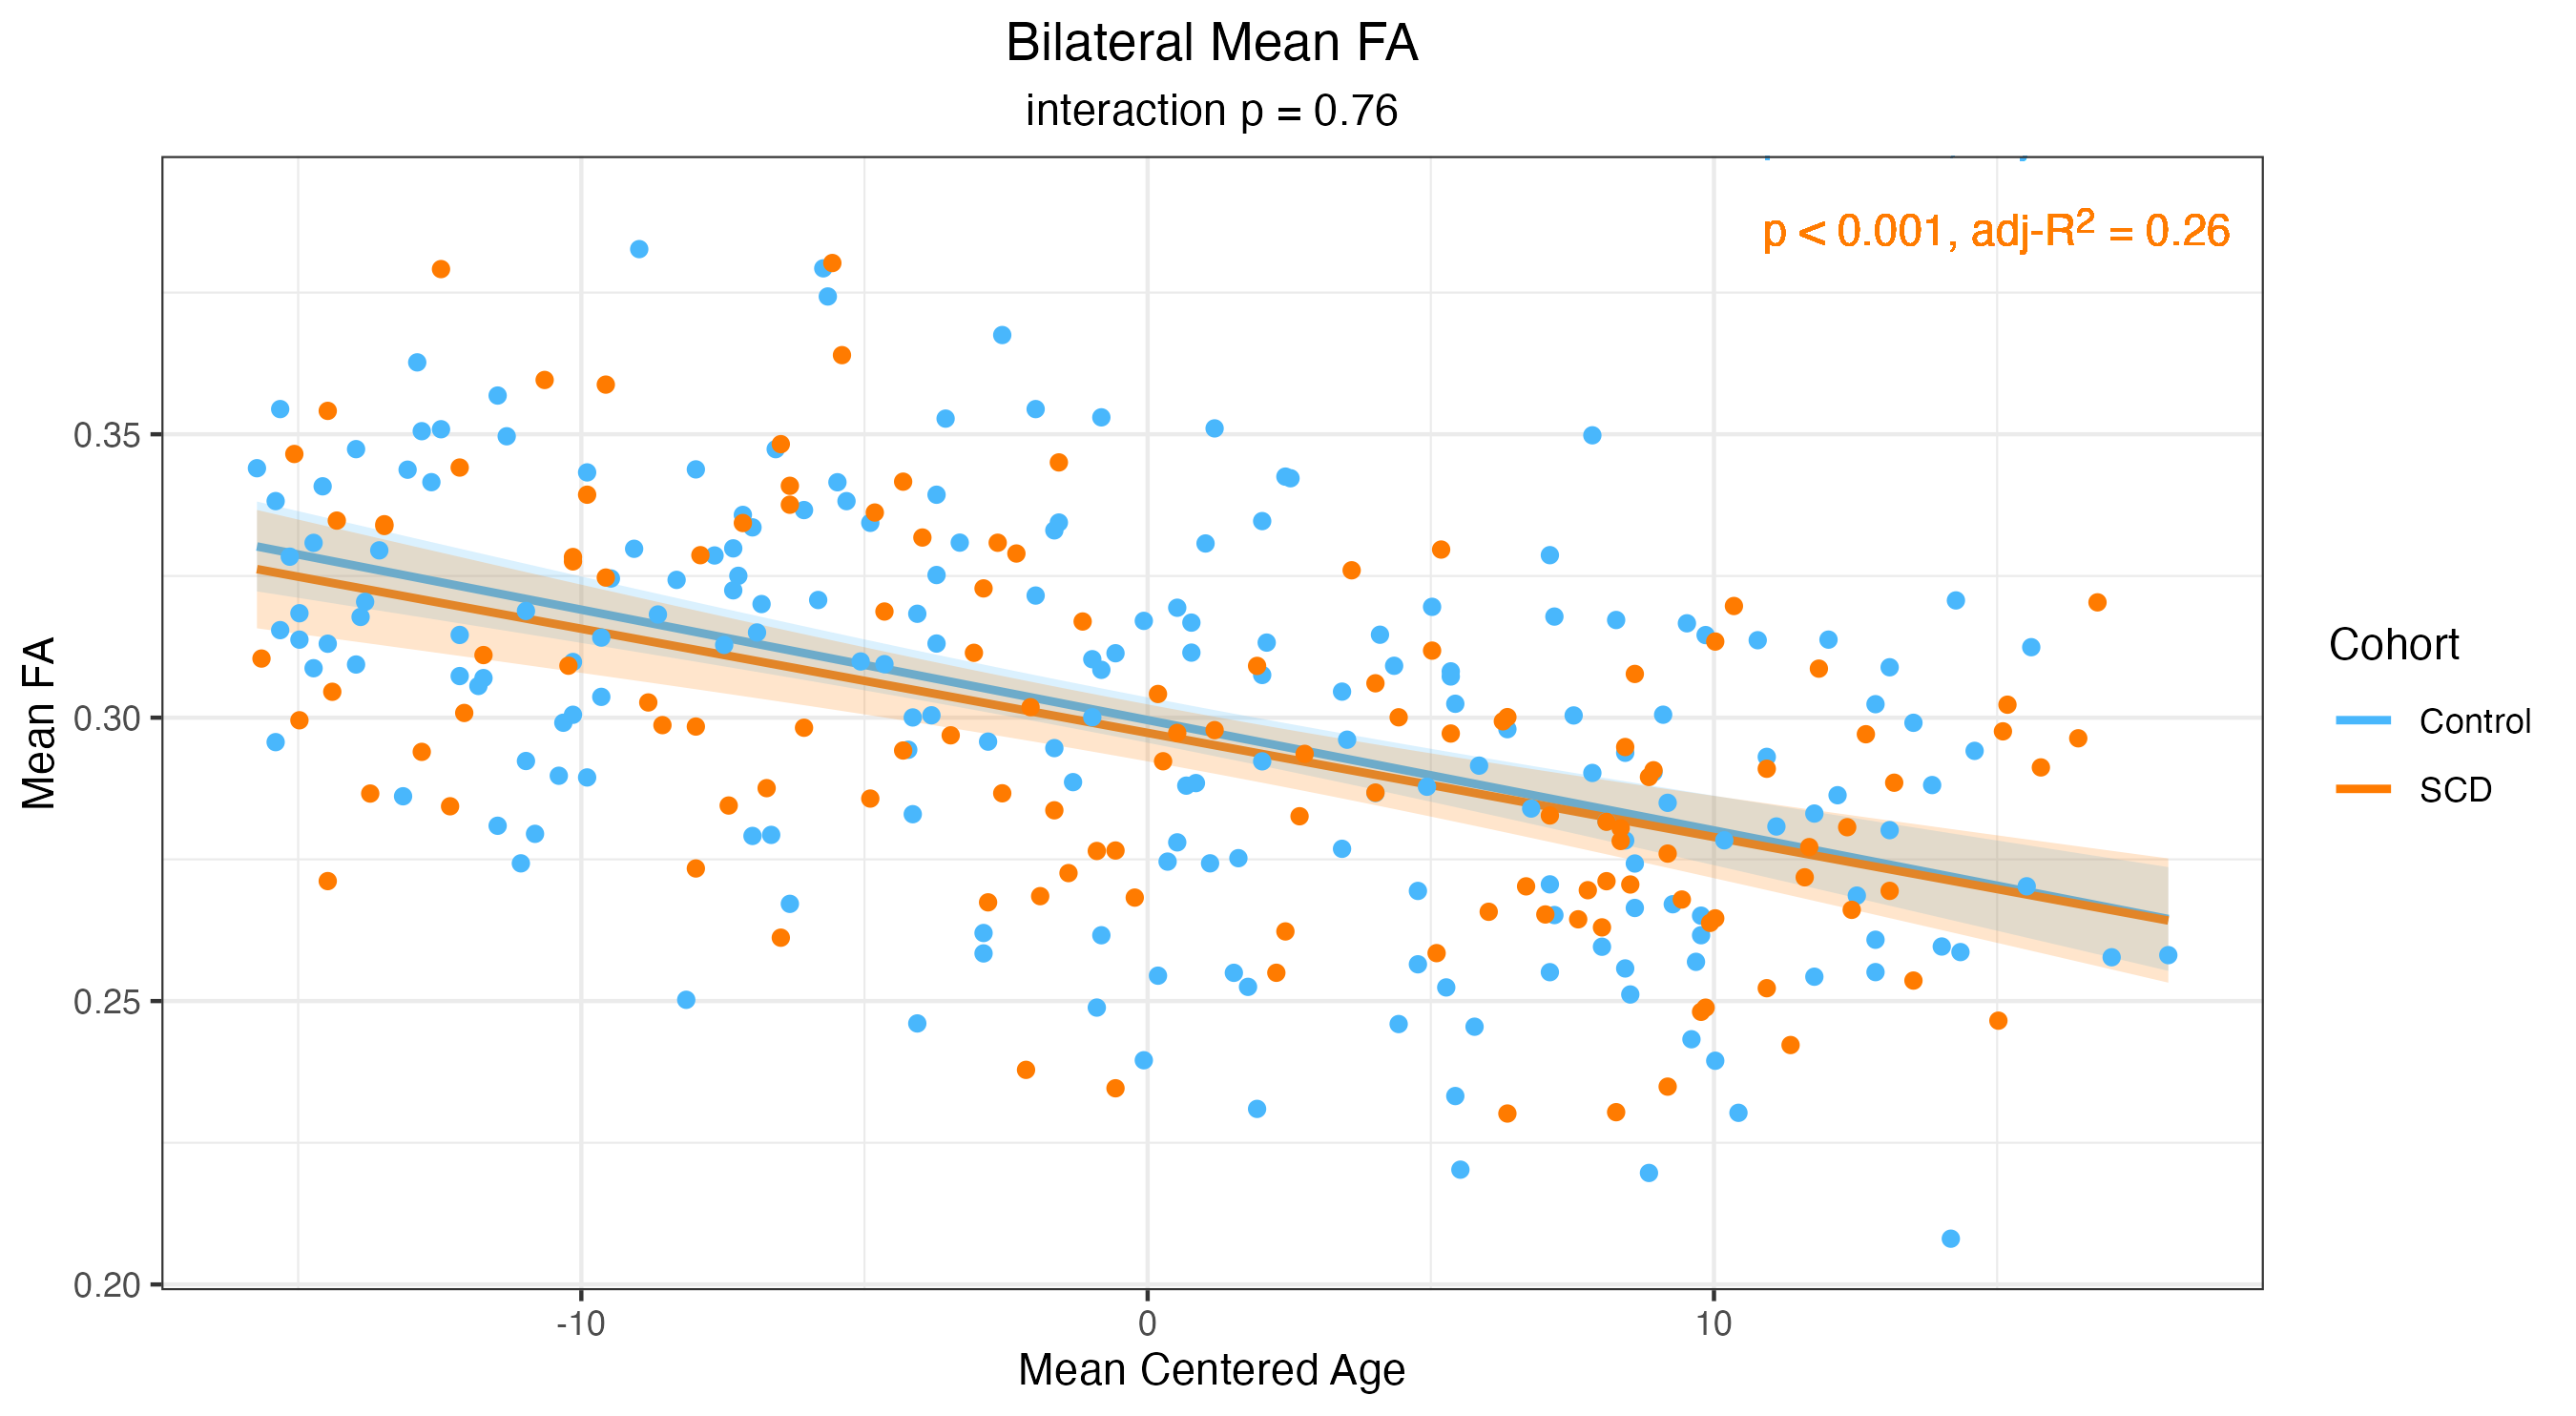 Bilateral Mean FA
interaction p = 0.76
p < 0.001, adj-R² = 0.26
Mean FA
0.35
0.30
0.25
0.20
-10 0 10
Mean Centered Age
Cohort
Control
SCD